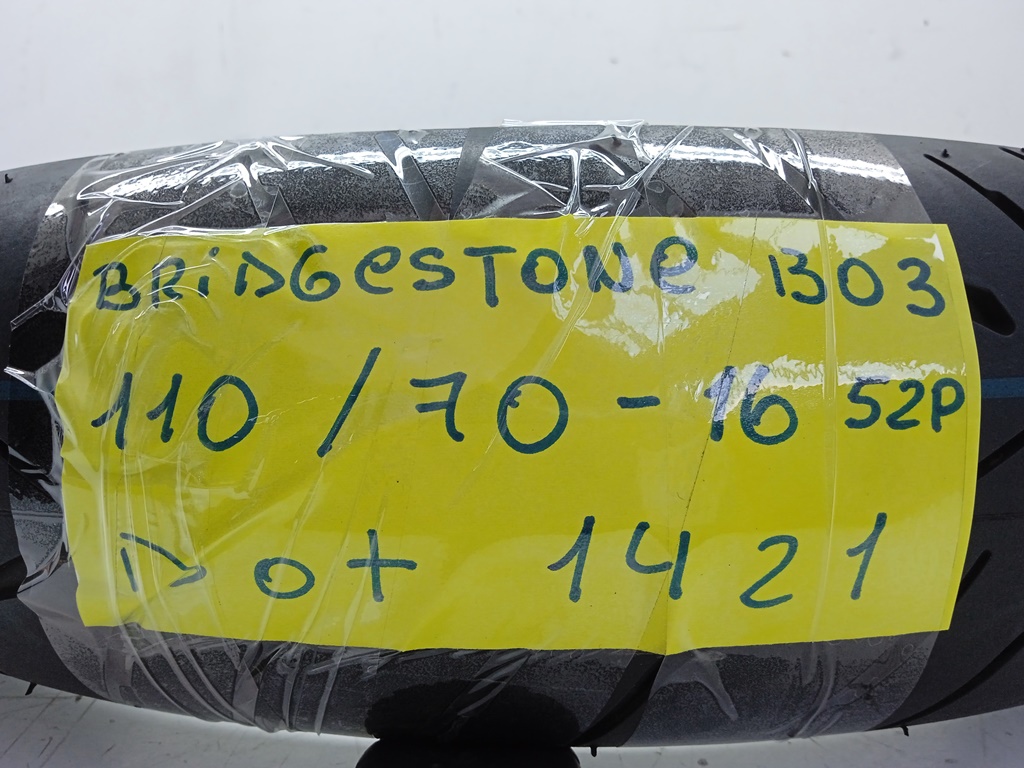 BRiDGeSTONe B03
110/70-16 52P
Dot 1421